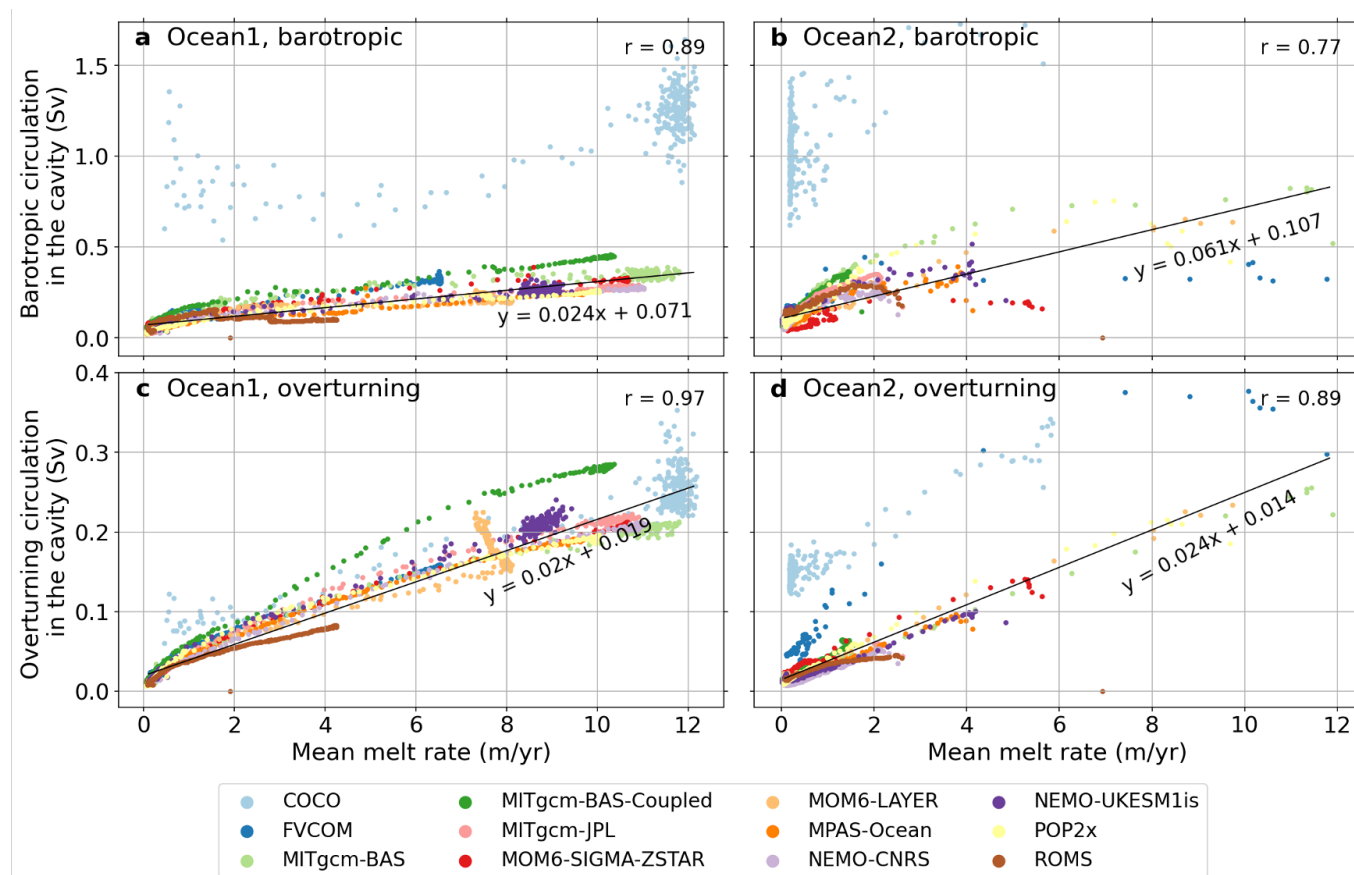 a Ocean1, barotropic
r = 0.89
b Ocean2, barotropic
r = 0.77
Barotropic circulation
in the cavity (Sv)
1.5
1.0
0.5
0.0
y = 0.024x + 0.071
y = 0.061x + 0.107
c Ocean1, overturning
r = 0.97
d Ocean2, overturning
r = 0.89
Overturning circulation
in the cavity (Sv)
0.4
0.3
0.2
0.1
0.0
y = 0.02x + 0.019
y = 0.024x + 0.014
0 2 4 6 8 10 12
0 2 4 6 8 10 12
Mean melt rate (m/yr)
Mean melt rate (m/yr)
COCO
FVCOM
MITgcm-BAS
MITgcm-BAS-Coupled
MITgcm-JPL
MOM6-SIGMA-ZSTAR
MOM6-LAYER
MPAS-Ocean
NEMO-CNRS
NEMO-UKESM1is
POP2x
ROMS